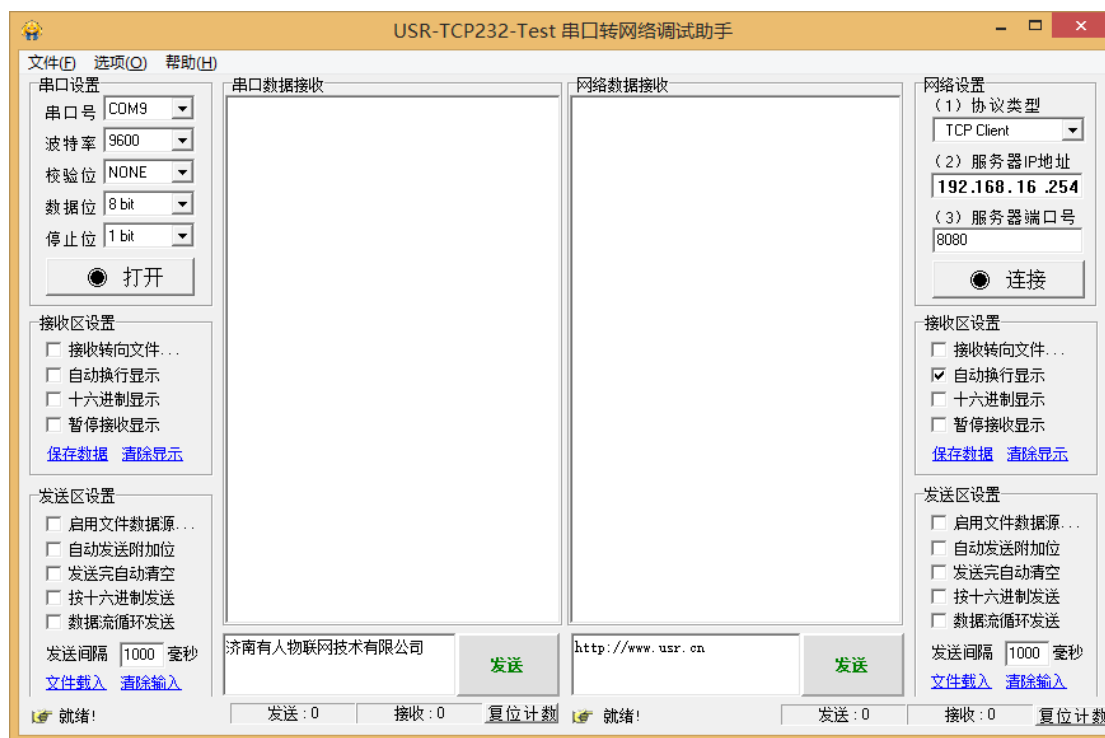 USR-TCP232-Test 串口转网络调试助手
文件(F) 选项(O) 帮助(H)
串口设置
串口号 COM9
波特率 9600
校验位 NONE
数据位 8 bit
停止位 1 bit
打开
接收区设置
接收转向文件...
自动换行显示
十六进制显示
暂停接收显示
保存数据 清除显示
发送区设置
启用文件数据源...
自动发送附加位
发送完自动清空
按十六进制发送
数据流循环发送
发送间隔 1000 毫秒
文件载入 清除输入
就绪!
串口数据接收
济南有人物联网技术有限公司
发送
发送:0 接收:0 复位计数
网络数据接收
http://www.usr.cn
发送
就绪!
发送:0 接收:0 复位计数
网络设置
(1) 协议类型
TCP Client
(2) 服务器IP地址
192.168.16 .254
(3) 服务器端口号
8080
连接
接收区设置
接收转向文件...
自动换行显示
十六进制显示
暂停接收显示
保存数据 清除显示
发送区设置
启用文件数据源...
自动发送附加位
发送完自动清空
按十六进制发送
数据流循环发送
发送间隔 1000 毫秒
文件载入 清除输入